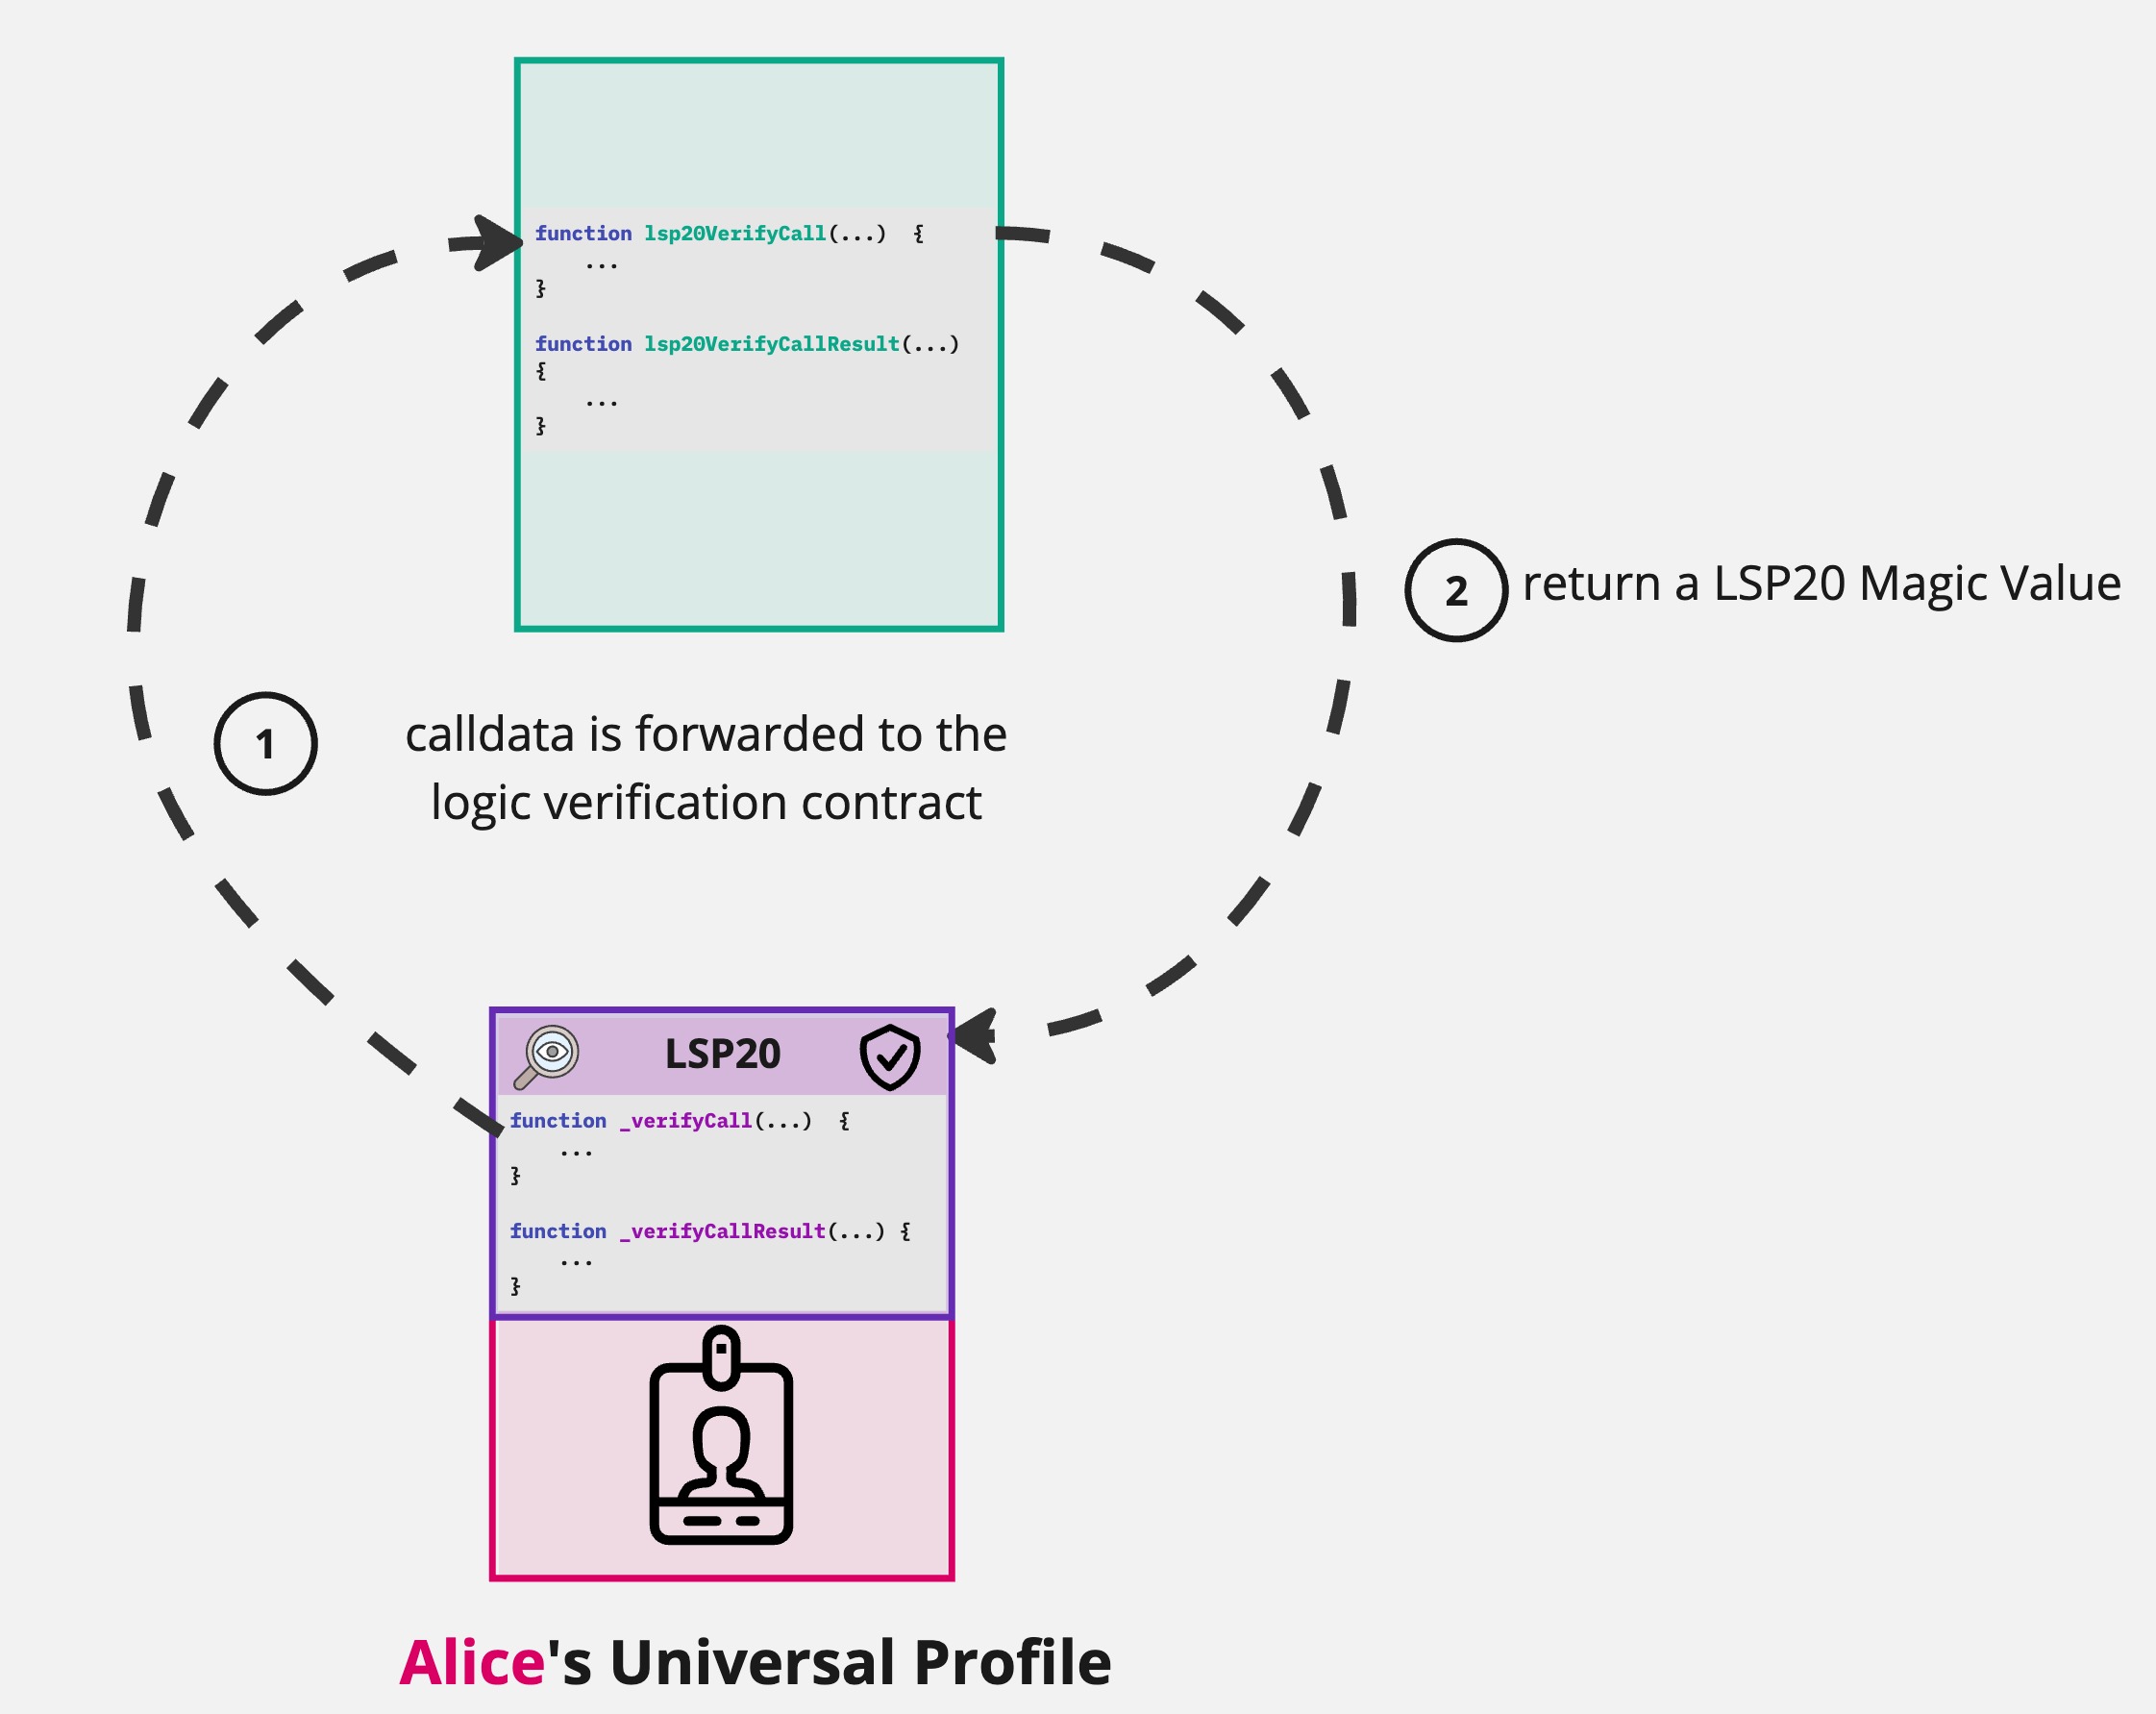 function lsp20VerifyCall(...)  {
    ...
}
function lsp20VerifyCallResult(...)
{
    ...
}
2 return a LSP20 Magic Value
1 calldata is forwarded to the
logic verification contract
LSP20
function _verifyCall(...)  {
    ...
}
function _verifyCallResult(...) {
    ...
}
Alice's Universal Profile